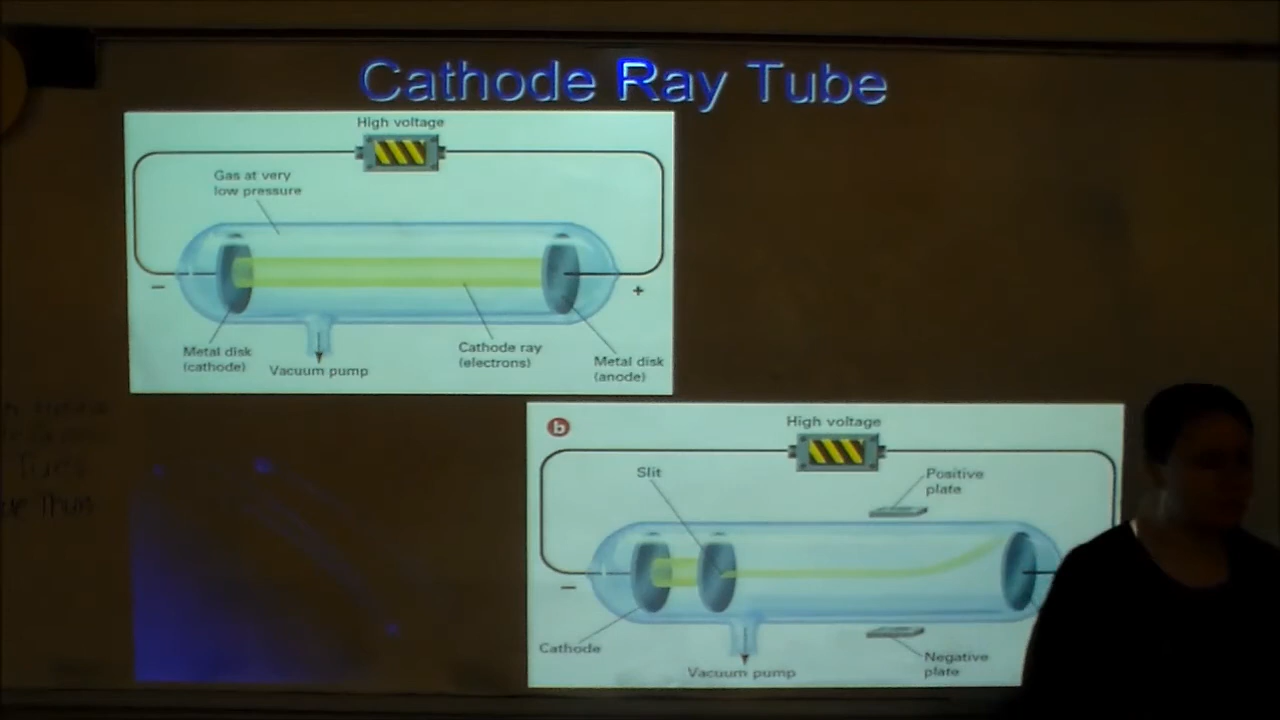 Cathode Ray Tube
High voltage
Gas at very
low pressure
−
+
Metal disk
(cathode)
Vacuum pump
Cathode ray
(electrons)
Metal disk
(anode)
b
High voltage
Slit
Positive
plate
−
Cathode
Vacuum pump
Negative
plate